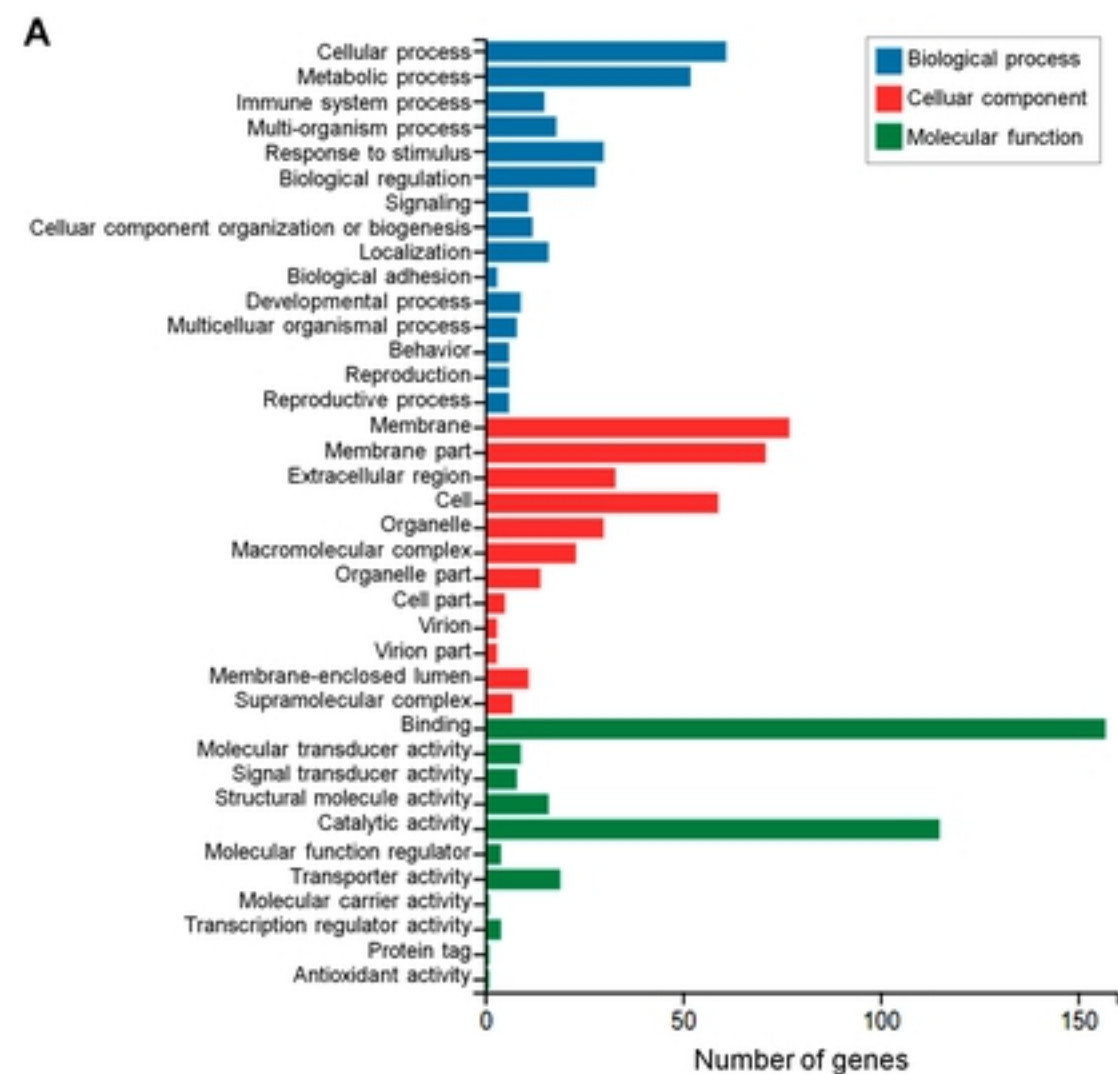 A
Cellular process
Metabolic process
Immune system process
Multi-organism process
Response to stimulus
Biological regulation
Signaling
Celluar component organization or biogenesis
Localization
Biological adhesion
Developmental process
Multicelluar organismal process
Behavior
Reproduction
Reproductive process
Membrane
Membrane part
Extracellular region
Cell
Organelle
Macromolecular complex
Organelle part
Cell part
Virion
Virion part
Membrane-enclosed lumen
Supramolecular complex
Binding
Molecular transducer activity
Signal transducer activity
Structural molecule activity
Catalytic activity
Molecular function regulator
Transporter activity
Molecular carrier activity
Transcription regulator activity
Protein tag
Antioxidant activity
0 50 100 150
Number of genes
Biological process
Celluar component
Molecular function